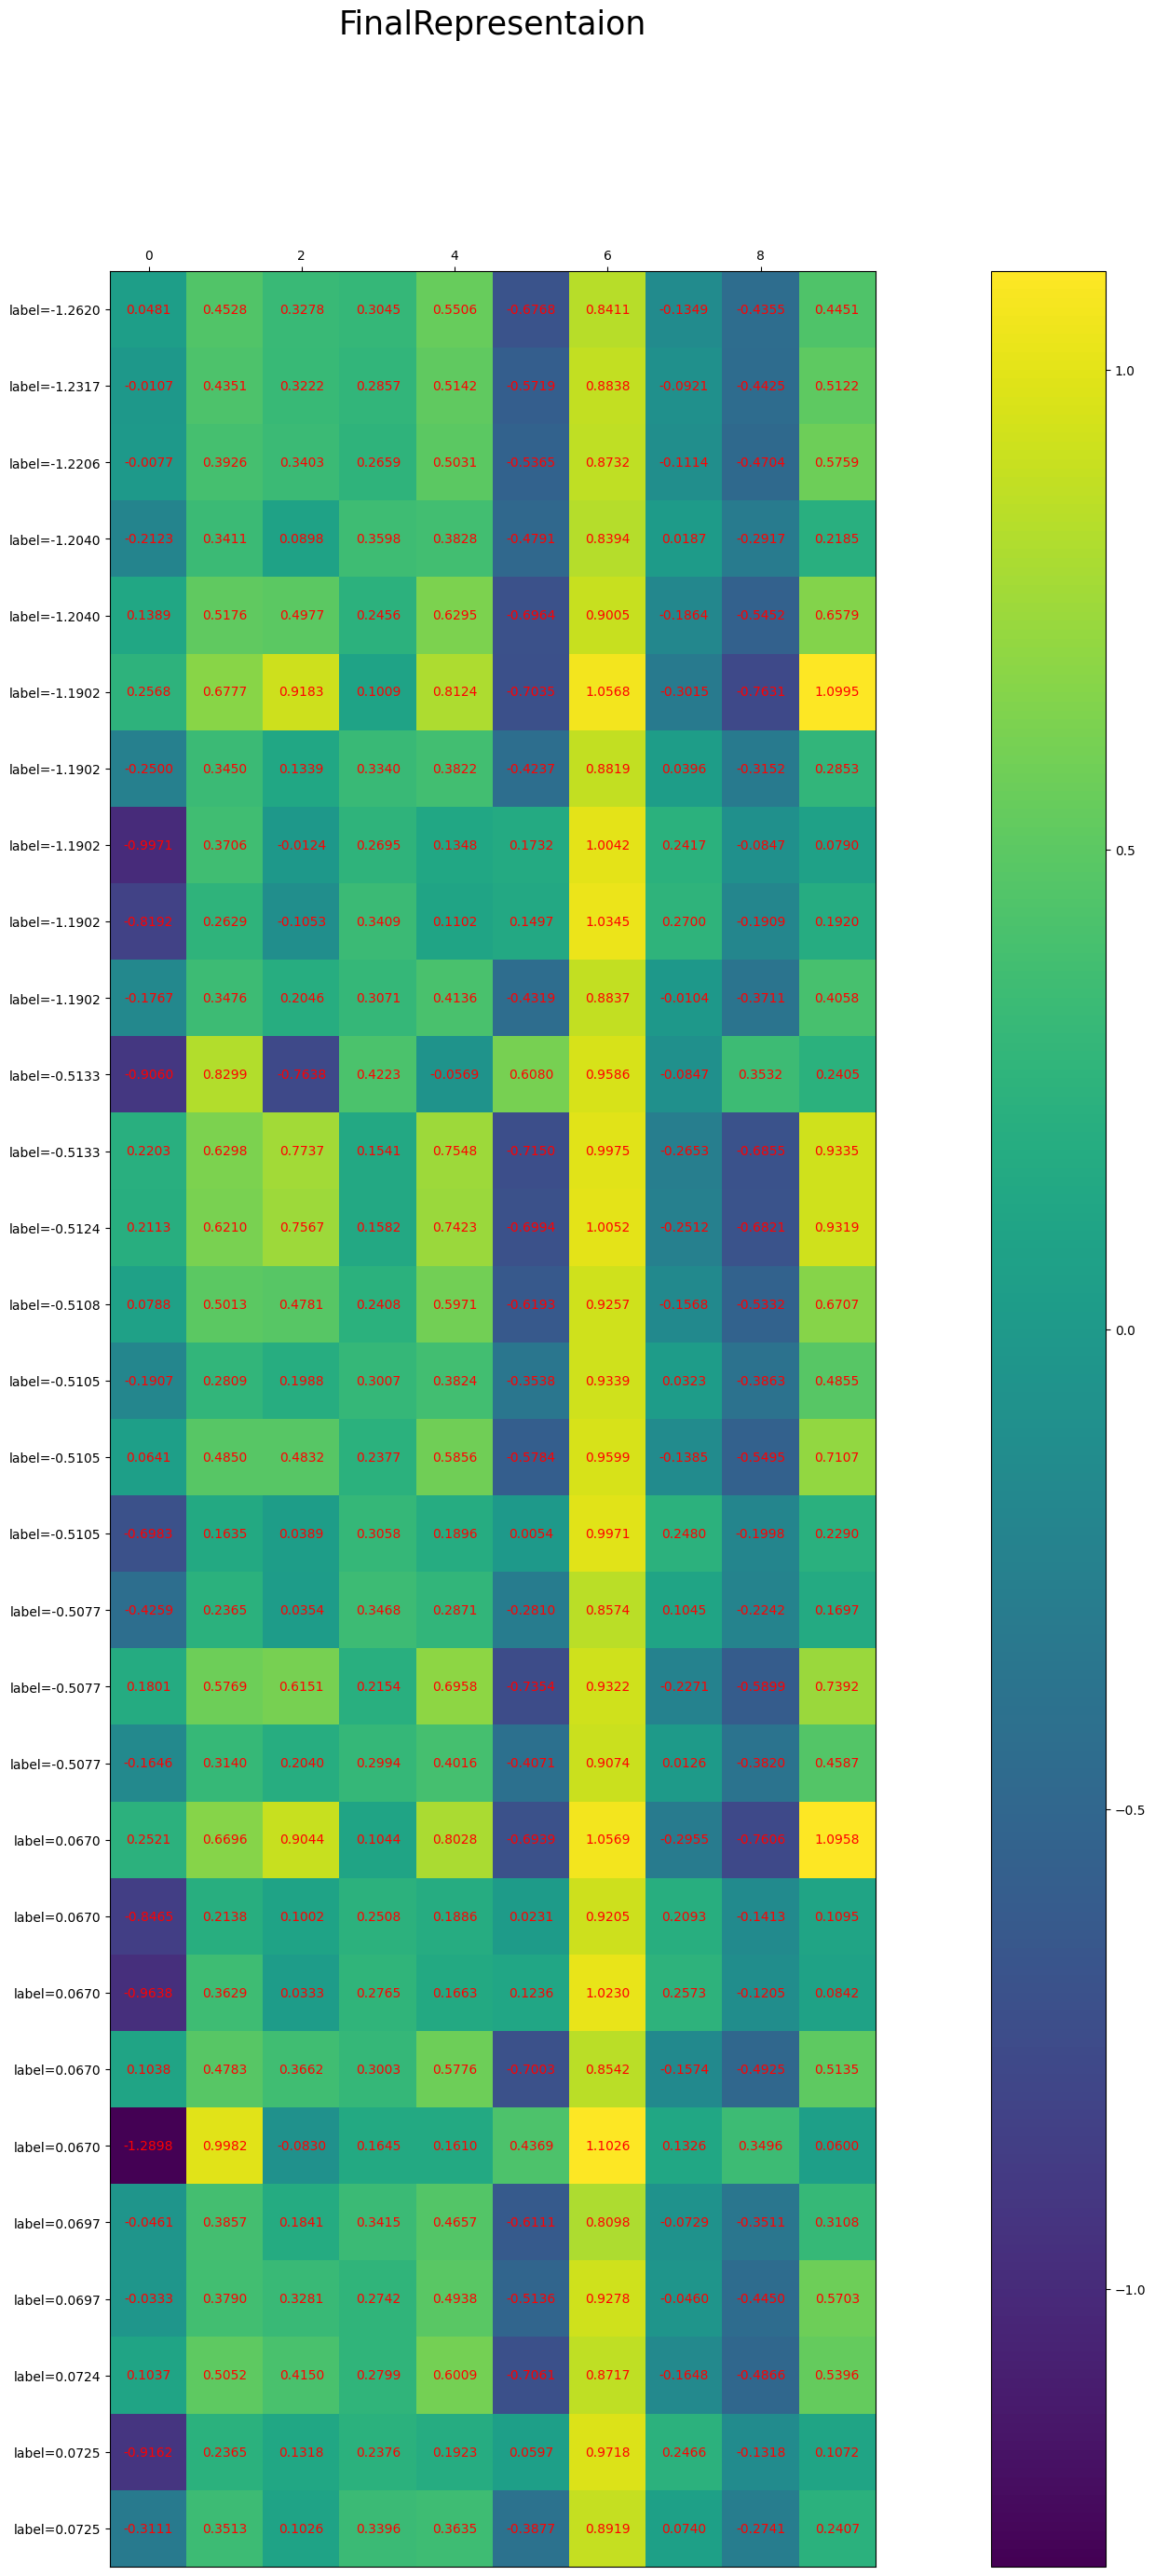 FinalRepresentaion
0 2 4 6 8
label=-1.2620 0.0481 0.4528 0.3278 0.3045 0.5506 0.8411 -0.1349 -0.4355 0.4451
1.0
label=-1.2317 -0.0107 0.4351 0.3222 0.2857 0.5142 -0.5719 0.8838 -0.0921 -0.4425 0.5122
label=-1.2206 -0.0077 0.3926 0.3403 0.2659 0.5031 -0.5365 0.8732 -0.1114 -0.4704 0.5759
label=-1.2040 -0.2123 0.3411 0.0898 0.3598 0.3828 -0.4791 0.8394 0.0187 -0.2917 0.2185
label=-1.2040 0.1389 0.5176 0.4977 0.2456 0.6295 0.9005 -0.1864 -0.5452 0.6579
label=-1.1902 0.2568 0.6777 0.9183 0.1009 0.8124 1.0568 -0.3015 1.0995
label=-1.1902 -0.2500 0.3450 0.1339 0.3340 0.3822 -0.4237 0.8819 0.0396 -0.3152 0.2853
label=-1.1902 -0.9971 0.3706 -0.0124 0.2695 0.1348 0.1732 1.0042 0.2417 -0.0847 0.0790
0.5
label=-1.1902 0.2629 -0.1053 0.3409 0.1102 0.1497 1.0345 0.2700 -0.1909 0.1920
label=-1.1902 -0.1767 0.3476 0.2046 0.3071 0.4136 -0.4319 0.8837 -0.0104 -0.3711 0.4058
label=-0.5133 -0.9060 0.8299 0.4223 -0.0569 0.6080 0.9586 -0.0847 0.3532 0.2405
label=-0.5133 0.2203 0.6298 0.7737 0.1541 0.7548 0.9975 -0.2653 0.9335
label=-0.5124 0.2113 0.6210 0.7567 0.1582 0.7423 1.0052 -0.2512 0.9319
label=-0.5108 0.0788 0.5013 0.4781 0.2408 0.5971 -0.6193 0.9257 -0.1568 -0.5332 0.6707
0.0
label=-0.5105 -0.1907 0.2809 0.1988 0.3007 0.3824 -0.3538 0.9339 0.0323 -0.3863 0.4855
label=-0.5105 0.0641 0.4850 0.4832 0.2377 0.5856 -0.5784 0.9599 -0.1385 -0.5495 0.7107
label=-0.5105 0.1635 0.0389 0.3058 0.1896 0.0054 0.9971 0.2480 -0.1998 0.2290
label=-0.5077 -0.4259 0.2365 0.0354 0.3468 0.2871 -0.2810 0.8574 0.1045 -0.2242 0.1697
label=-0.5077 0.1801 0.5769 0.6151 0.2154 0.6958 -0.7354 0.9322 -0.2271 -0.5899 0.7392
label=-0.5077 -0.1646 0.3140 0.2040 0.2994 0.4016 -0.4071 0.9074 0.0126 -0.3820 0.4587
−0.5
label=0.0670 0.2521 0.6696 0.9044 0.1044 0.8028 1.0569 -0.2955 1.0958
label=0.0670 0.2138 0.1002 0.2508 0.1886 0.0231 0.9205 0.2093 -0.1413 0.1095
label=0.0670 -0.9638 0.3629 0.0333 0.2765 0.1663 0.1236 1.0230 0.2573 -0.1205 0.0842
label=0.0670 0.1038 0.4783 0.3662 0.3003 0.5776 0.8542 -0.1574 -0.4925 0.5135
label=0.0670 -1.2898 0.9982 -0.0830 0.1645 0.1610 0.4369 1.1026 0.1326 0.3496 0.0600
label=0.0697 -0.0461 0.3857 0.1841 0.3415 0.4657 -0.6111 0.8098 -0.0729 -0.3511 0.3108
label=0.0697 -0.0333 0.3790 0.3281 0.2742 0.4938 -0.5136 0.9278 -0.0460 -0.4450 0.5703
−1.0
label=0.0724 0.1037 0.5052 0.4150 0.2799 0.6009 0.8717 -0.1648 -0.4866 0.5396
label=0.0725 -0.9162 0.2365 0.1318 0.2376 0.1923 0.0597 0.9718 0.2466 -0.1318 0.1072
label=0.0725 -0.3111 0.3513 0.1026 0.3396 0.3635 -0.3877 0.8919 0.0740 -0.2741 0.2407